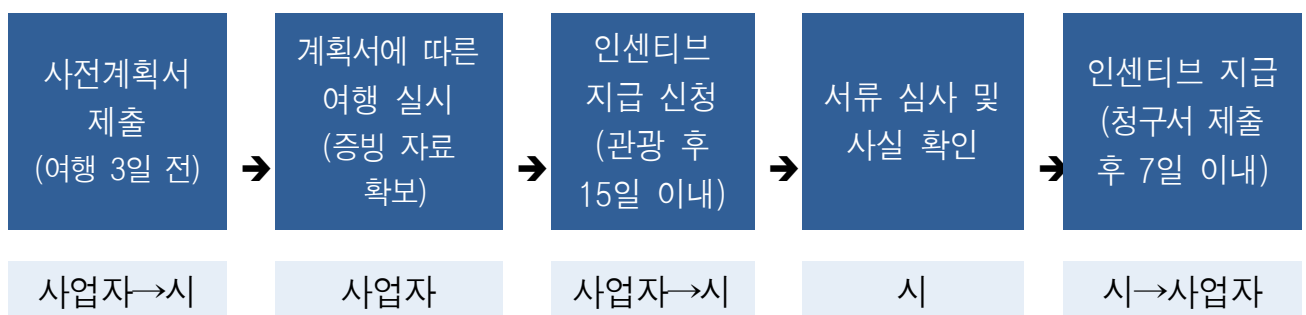 사전계획서
제출
(여행 3일 전)
➔
계획서에 따른
여행 실시
(증빙 자료
확보)
➔
인센티브
지급 신청
(관광 후
15일 이내)
➔
서류 심사 및
사실 확인
➔
인센티브 지급
(청구서 제출
후 7일 이내)
사업자→시
사업자
사업자→시
시
시→사업자